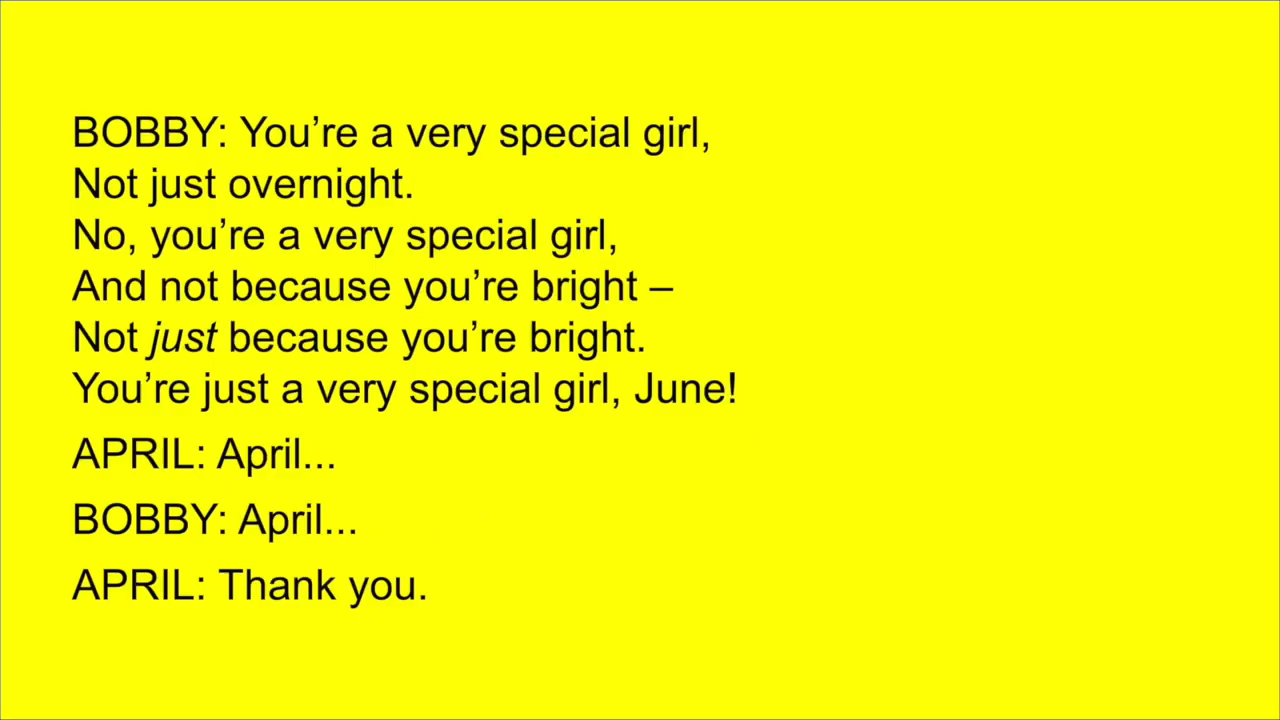 BOBBY: You’re a very special girl,
Not just overnight.
No, you’re a very special girl,
And not because you’re bright –
Not just because you’re bright.
You’re just a very special girl, June!
APRIL: April...
BOBBY: April...
APRIL: Thank you.